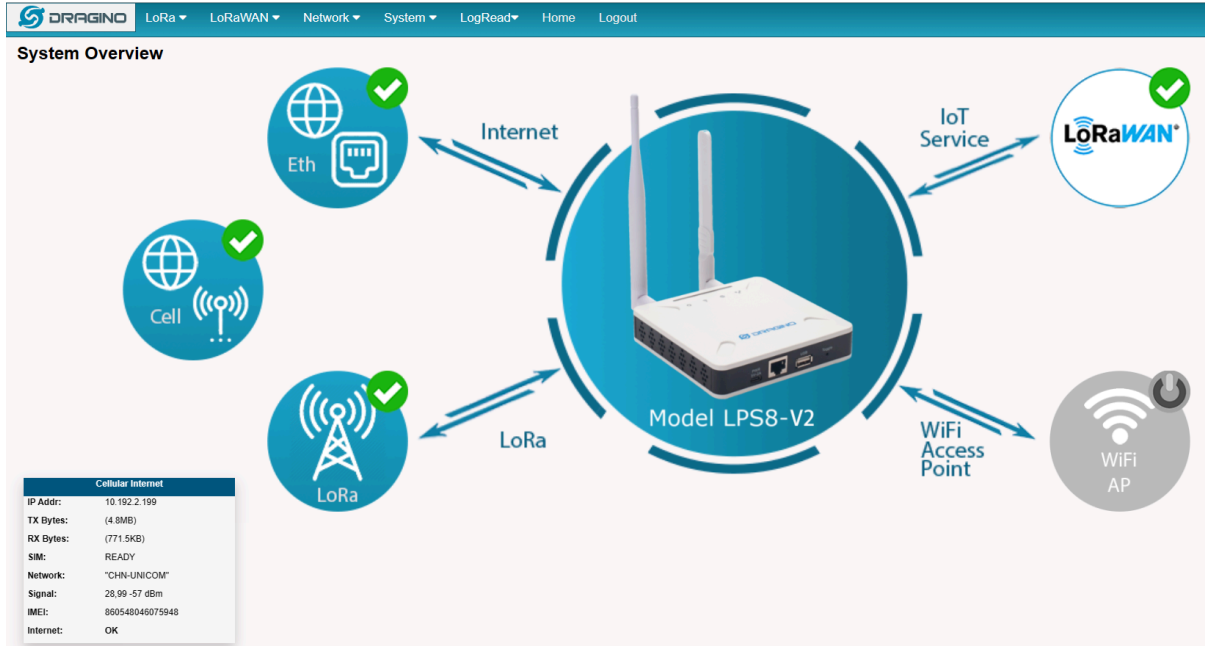 DRAGINO LoRa LoRaWAN Network System LogRead Home Logout
System Overview
Eth
Internet
IoT
Service
LoRaWAN®
Cell
DRAGINO
Model LPS8-V2
LoRa
LoRa
WiFi
Access
Point
WiFi
AP
Cellular Internet
IP Addr: 10.192.2.199
TX Bytes: (4.8MB)
RX Bytes: (771.5KB)
SIM: READY
Network: "CHN-UNICOM"
Signal: 28,99 -57 dBm
IMEI: 860548046075948
Internet: OK